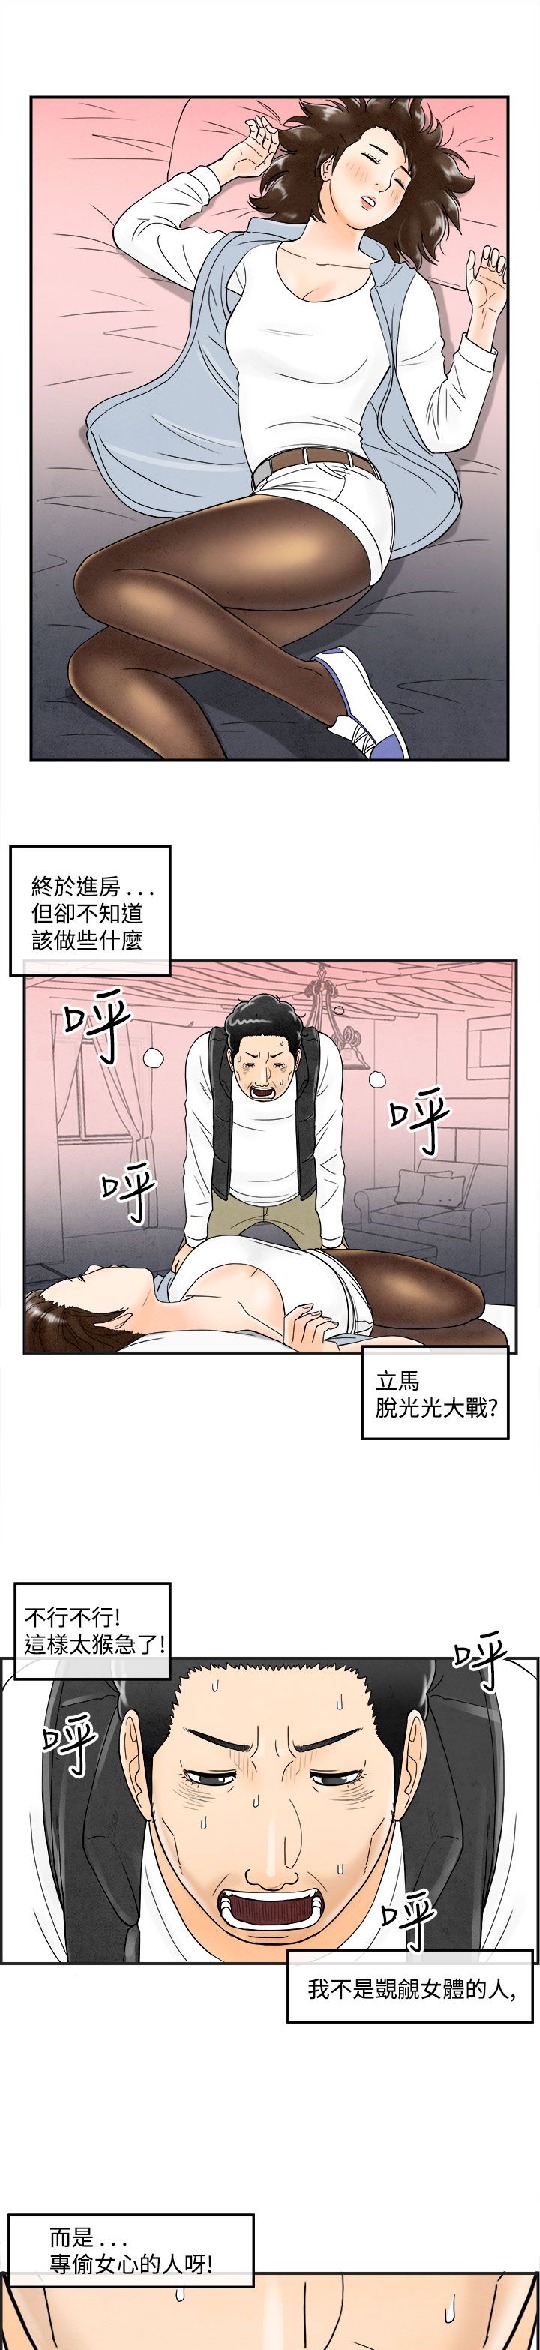 終於進房...
但卻不知道
該做些什麼
呼
呼
呼
立馬
脫光光大戰?
不行不行!
這樣太猴急了!
呼
呼
呼
我不是覬覦女體的人,
而是...
專偷女心的人呀!